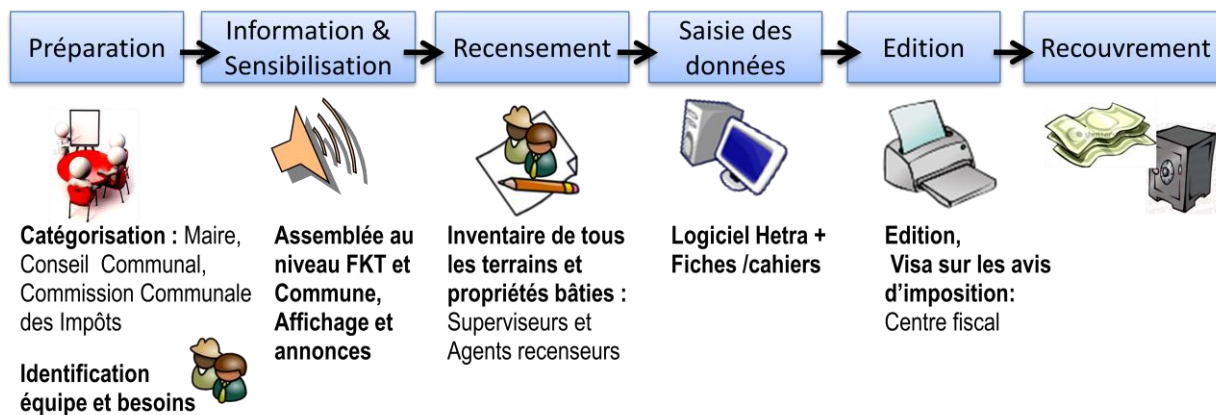 Préparation
Information &
Sensibilisation
Recensement
Saisie des
données
Edition
Recouvrement
Catégorisation : Maire,
Conseil Communal,
Commission Communale
des Impôts
Identification
équipe et besoins
Assemblée au
niveau FKT et
Commune,
Affichage et
annonces
Inventaire de tous
les terrains et
propriétés bâties :
Superviseurs et
Agents recenseurs
Logiciel Hetra +
Fiches /cahiers
Edition,
Visa sur les avis
d’imposition:
Centre fiscal